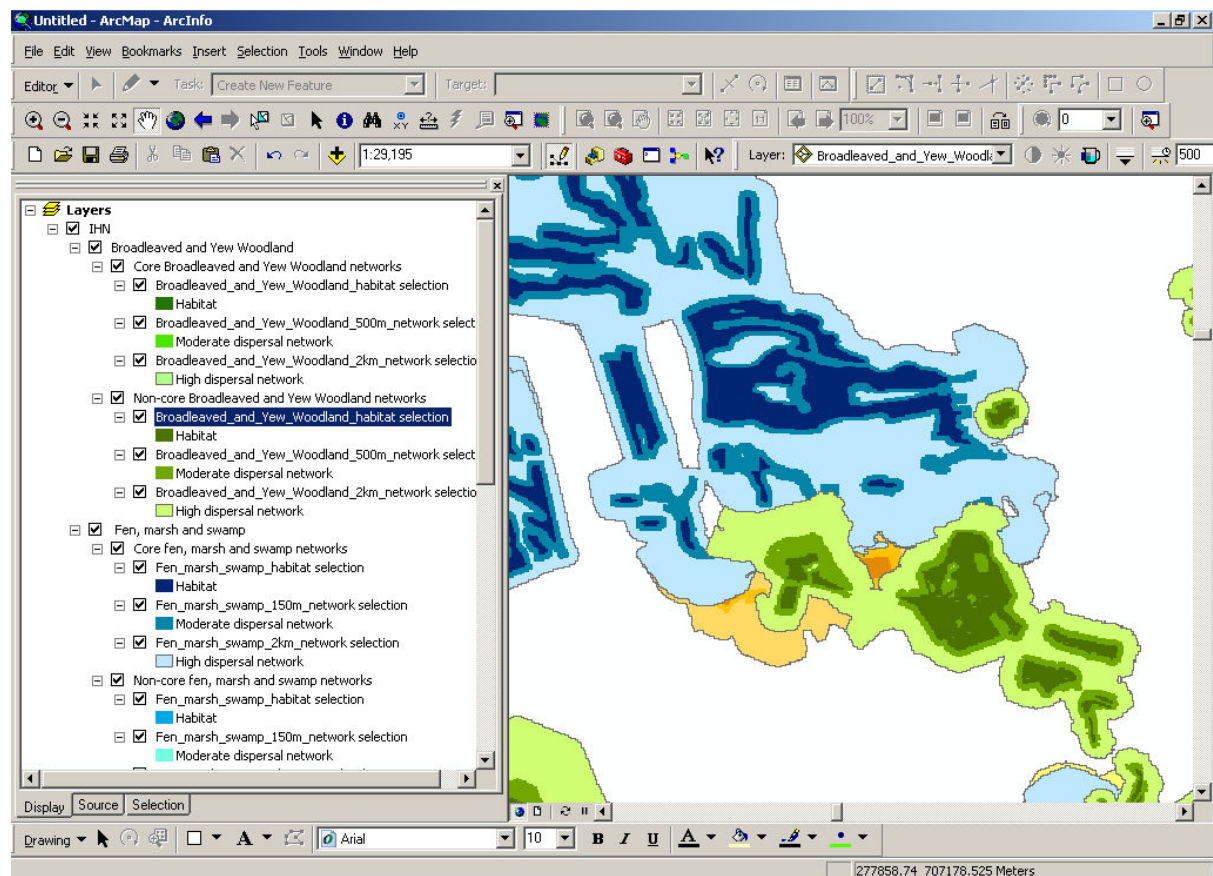 Untitled - ArcMap - ArcInfo
File Edit View Bookmarks Insert Selection Tools Window Help
Editor Task: Create New Feature Target:
100% 0
1:29,195 Layer: Broadleaved_and_Yew_Woodla 500
Layers
IHN
Broadleaved and Yew Woodland
Core Broadleaved and Yew Woodland networks
Broadleaved_and_Yew_Woodland_habitat selection
Habitat
Broadleaved_and_Yew_Woodland_500m_network select
Moderate dispersal network
Broadleaved_and_Yew_Woodland_2km_network selectio
High dispersal network
Non-core Broadleaved and Yew Woodland networks
Broadleaved_and_Yew_Woodland_habitat selection
Habitat
Broadleaved_and_Yew_Woodland_500m_network select
Moderate dispersal network
Broadleaved_and_Yew_Woodland_2km_network selectio
High dispersal network
Fen, marsh and swamp
Core fen, marsh and swamp networks
Fen_marsh_swamp_habitat selection
Habitat
Fen_marsh_swamp_150m_network selection
Moderate dispersal network
Fen_marsh_swamp_2km_network selection
High dispersal network
Non-core fen, marsh and swamp networks
Fen_marsh_swamp_habitat selection
Habitat
Fen_marsh_swamp_150m_network selection
Moderate dispersal network
Display Source Selection
Drawing A Arial 10 B I U A
277858.74 707178.525 Meters